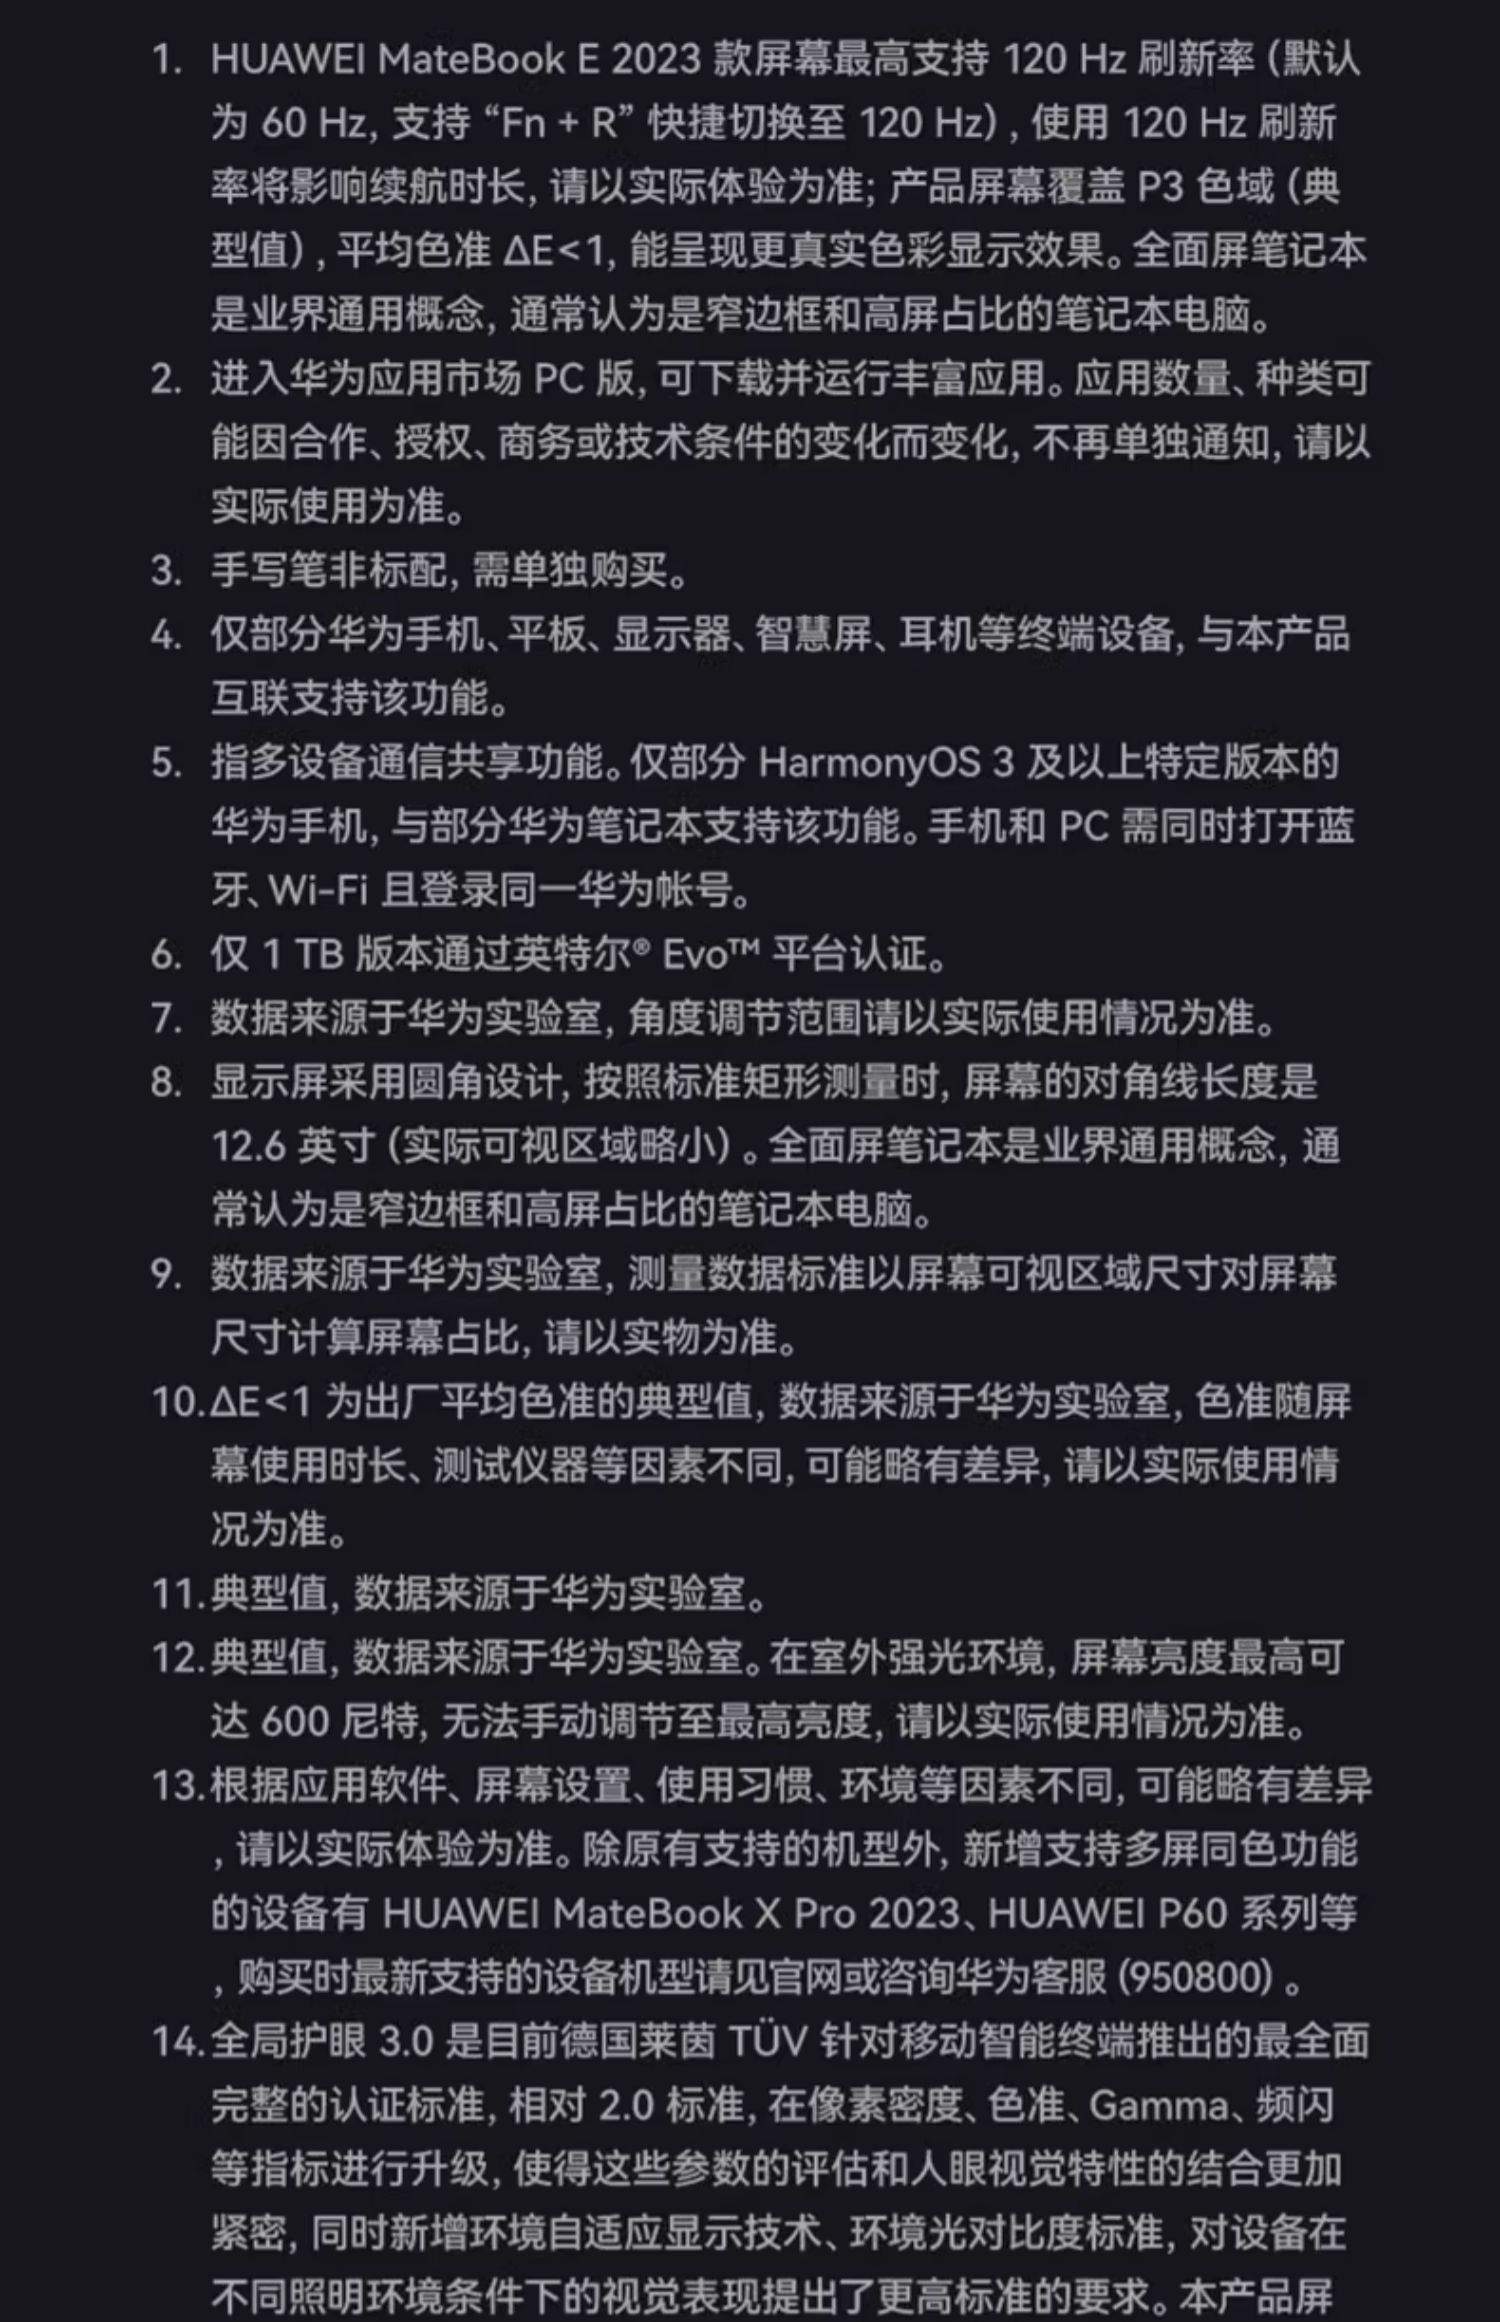 1. HUAWEI MateBook E 2023 款屏幕最高支持 120 Hz 刷新率 (默认
为 60 Hz, 支持 “Fn + R” 快捷切换至 120 Hz) , 使用 120 Hz 刷新
率将影响续航时长, 请以实际体验为准; 产品屏幕覆盖 P3 色域 (典
型值) , 平均色准 ΔE<1, 能呈现更真实色彩显示效果。全面屏笔记本
是业界通用概念, 通常认为是窄边框和高屏占比的笔记本电脑。
2. 进入华为应用市场 PC 版, 可下载并运行丰富应用。应用数量、种类可
能因合作、授权、商务或技术条件的变化而变化, 不再单独通知, 请以
实际使用为准。
3. 手写笔非标配, 需单独购买。
4. 仅部分华为手机、平板、显示器、智慧屏、耳机等终端设备, 与本产品
互联支持该功能。
5. 指多设备通信共享功能。仅部分 HarmonyOS 3 及以上特定版本的
华为手机, 与部分华为笔记本支持该功能。手机和 PC 需同时打开蓝
牙、Wi-Fi 且登录同一华为帐号。
6. 仅 1 TB 版本通过英特尔® Evo™ 平台认证。
7. 数据来源于华为实验室, 角度调节范围请以实际使用情况为准。
8. 显示屏采用圆角设计, 按照标准矩形测量时, 屏幕的对角线长度是
12.6 英寸 (实际可视区域略小) 。全面屏笔记本是业界通用概念, 通
常认为是窄边框和高屏占比的笔记本电脑。
9. 数据来源于华为实验室, 测量数据标准以屏幕可视区域尺寸对屏幕
尺寸计算屏幕占比, 请以实物为准。
10.ΔE<1 为出厂平均色准的典型值, 数据来源于华为实验室, 色准随屏
幕使用时长、测试仪器等因素不同, 可能略有差异, 请以实际使用情
况为准。
11.典型值, 数据来源于华为实验室。
12.典型值, 数据来源于华为实验室。在室外强光环境, 屏幕亮度最高可
达 600 尼特, 无法手动调节至最高亮度, 请以实际使用情况为准。
13.根据应用软件、屏幕设置、使用习惯、环境等因素不同, 可能略有差异
, 请以实际体验为准。除原有支持的机型外, 新增支持多屏同色功能
的设备有 HUAWEI MateBook X Pro 2023、HUAWEI P60 系列等
, 购买时最新支持的设备机型请见官网或咨询华为客服 (950800) 。
14.全局护眼 3.0 是目前德国莱茵 TÜV 针对移动智能终端推出的最全面
完整的认证标准, 相对 2.0 标准, 在像素密度、色准、Gamma、频闪
等指标进行升级, 使得这些参数的评估和人眼视觉特性的结合更加
紧密, 同时新增环境自适应显示技术、环境光对比度标准, 对设备在
不同照明环境条件下的视觉表现提出了更高标准的要求。本产品屏